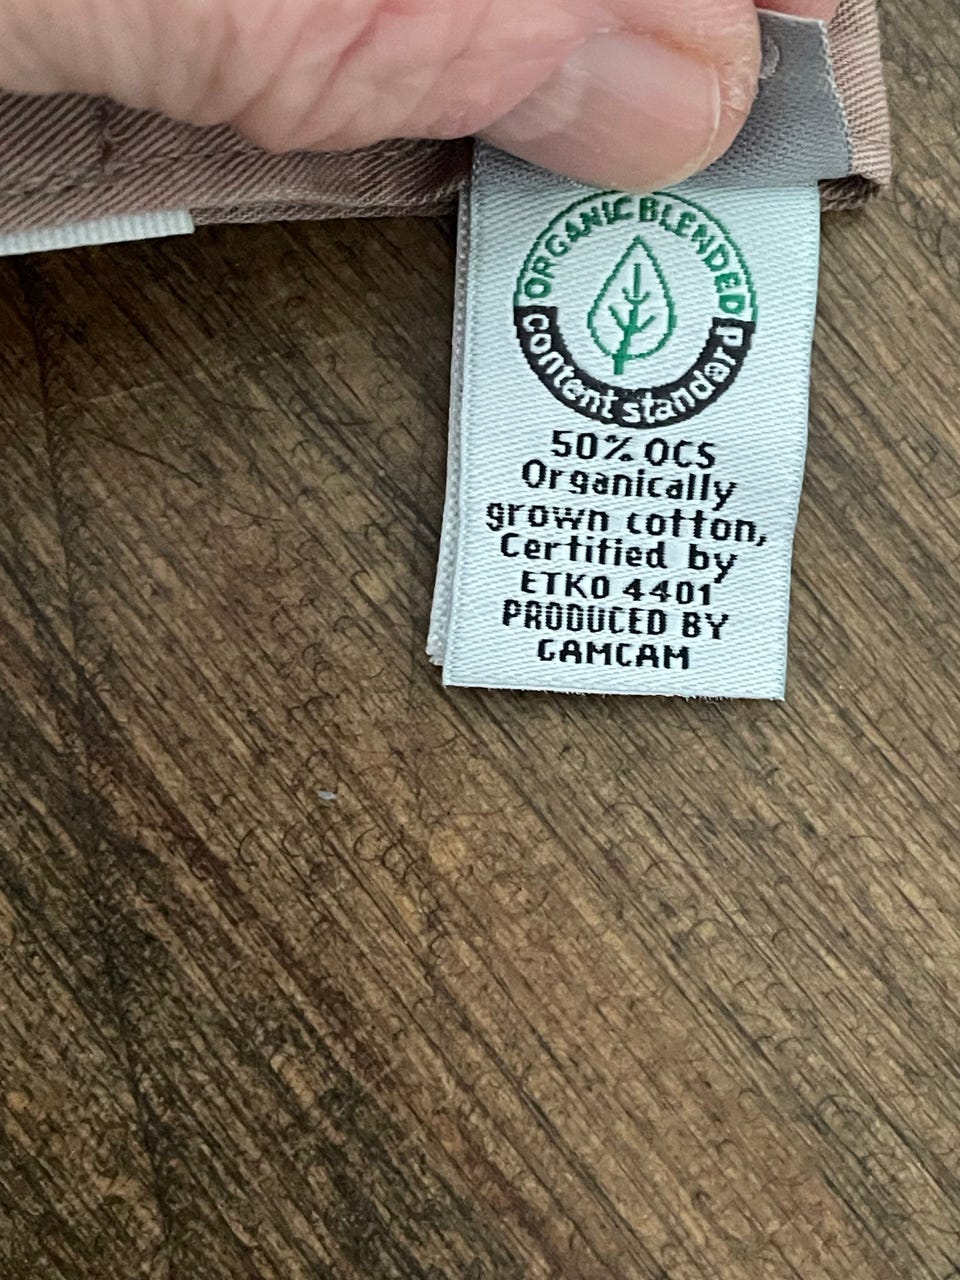 ORGANIC BLENDED
content standard
50% OCS
Organically
grown cotton,
Certified by
ETKO 4401
PRODUCED BY
GAMCAM